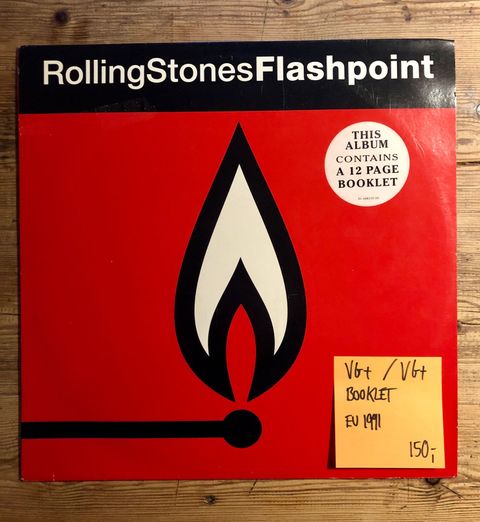 RollingStonesFlashpoint
THIS
ALBUM
CONTAINS
A 12 PAGE
BOOKLET
VG+ / VG+
BOOKLET
EU 1991
150,-